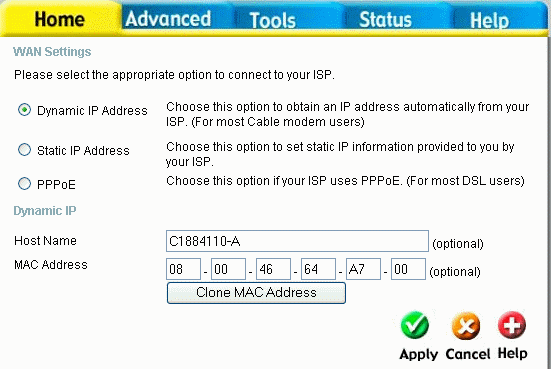 Home Advanced Tools Status Help
WAN Settings
Please select the appropriate option to connect to your ISP.
Dynamic IP Address Choose this option to obtain an IP address automatically from your
ISP. (For most Cable modem users)
Static IP Address Choose this option to set static IP information provided to you by
your ISP.
PPPoE Choose this option if your ISP uses PPPoE. (For most DSL users)
Dynamic IP
Host Name C1884110-A (optional)
MAC Address 08 - 00 - 46 - 64 - A7 - 00 (optional)
Clone MAC Address
Apply Cancel Help